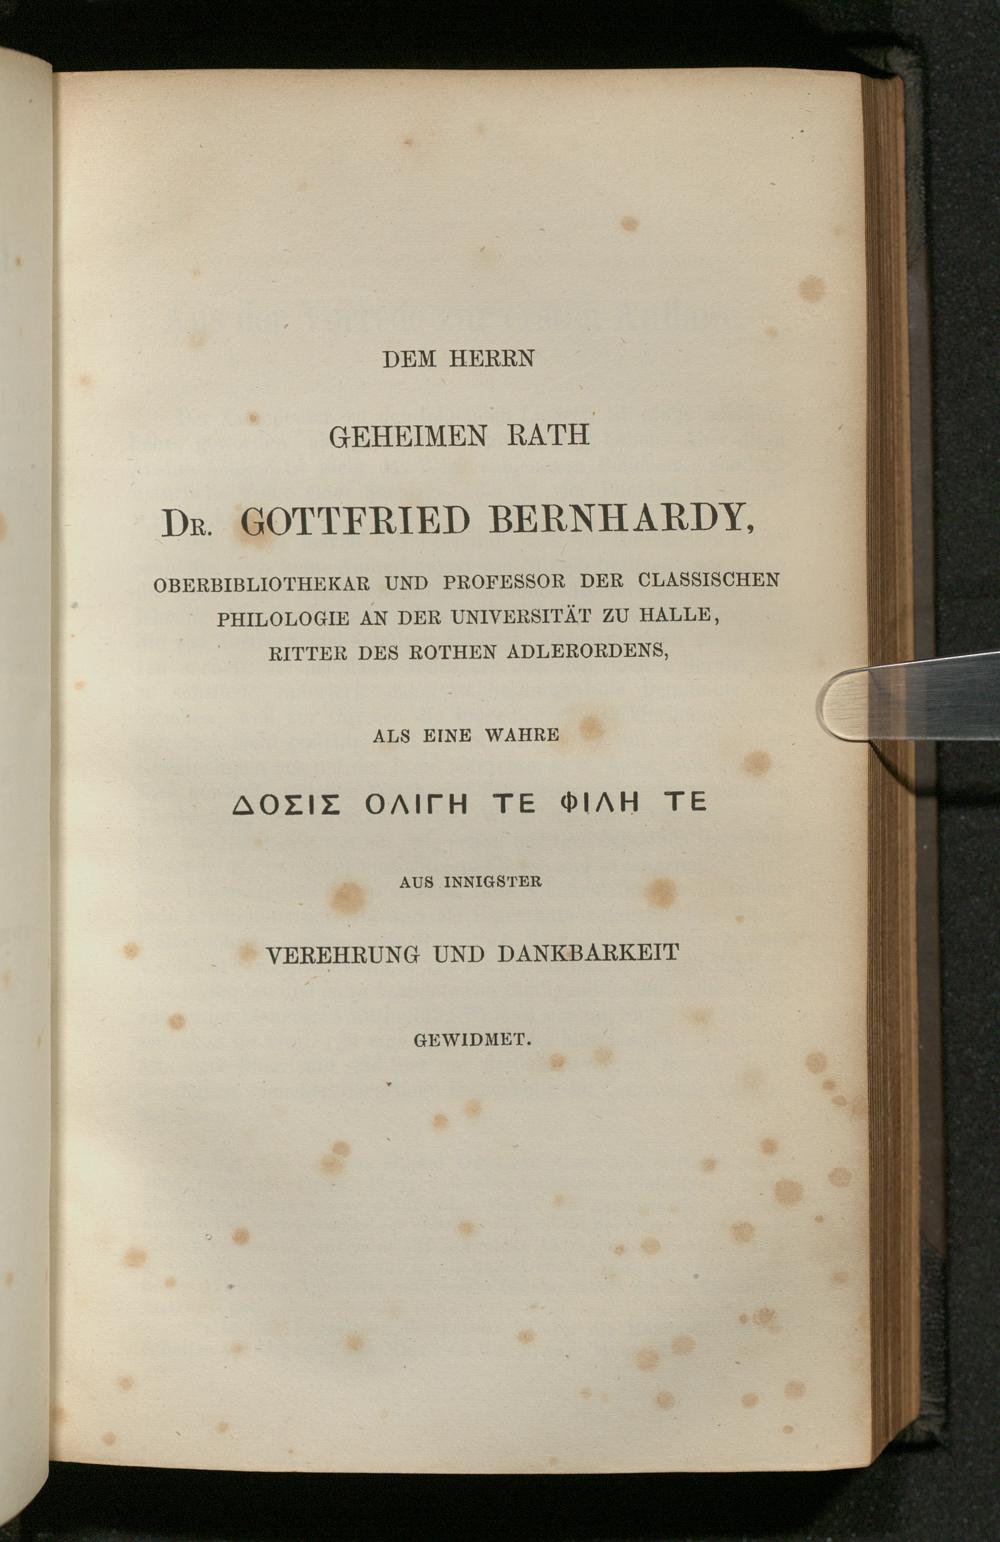 DEM HERRN
GEHEIMEN RATH
DR. GOTTFRIED BERNHARDY,
OBERBIBLIOTHEKAR UND PROFESSOR DER CLASSISCHEN
PHILOLOGIE AN DER UNIVERSITÄT ZU HALLE,
RITTER DES ROTHEN ADLERORDENS,
ALS EINE WAHRE
ΔΟΣΙΣ ΟΛΙΓΗ ΤΕ ΦΙΛΗ ΤΕ
AUS INNIGSTER
VEREHRUNG UND DANKBARKEIT
GEWIDMET.